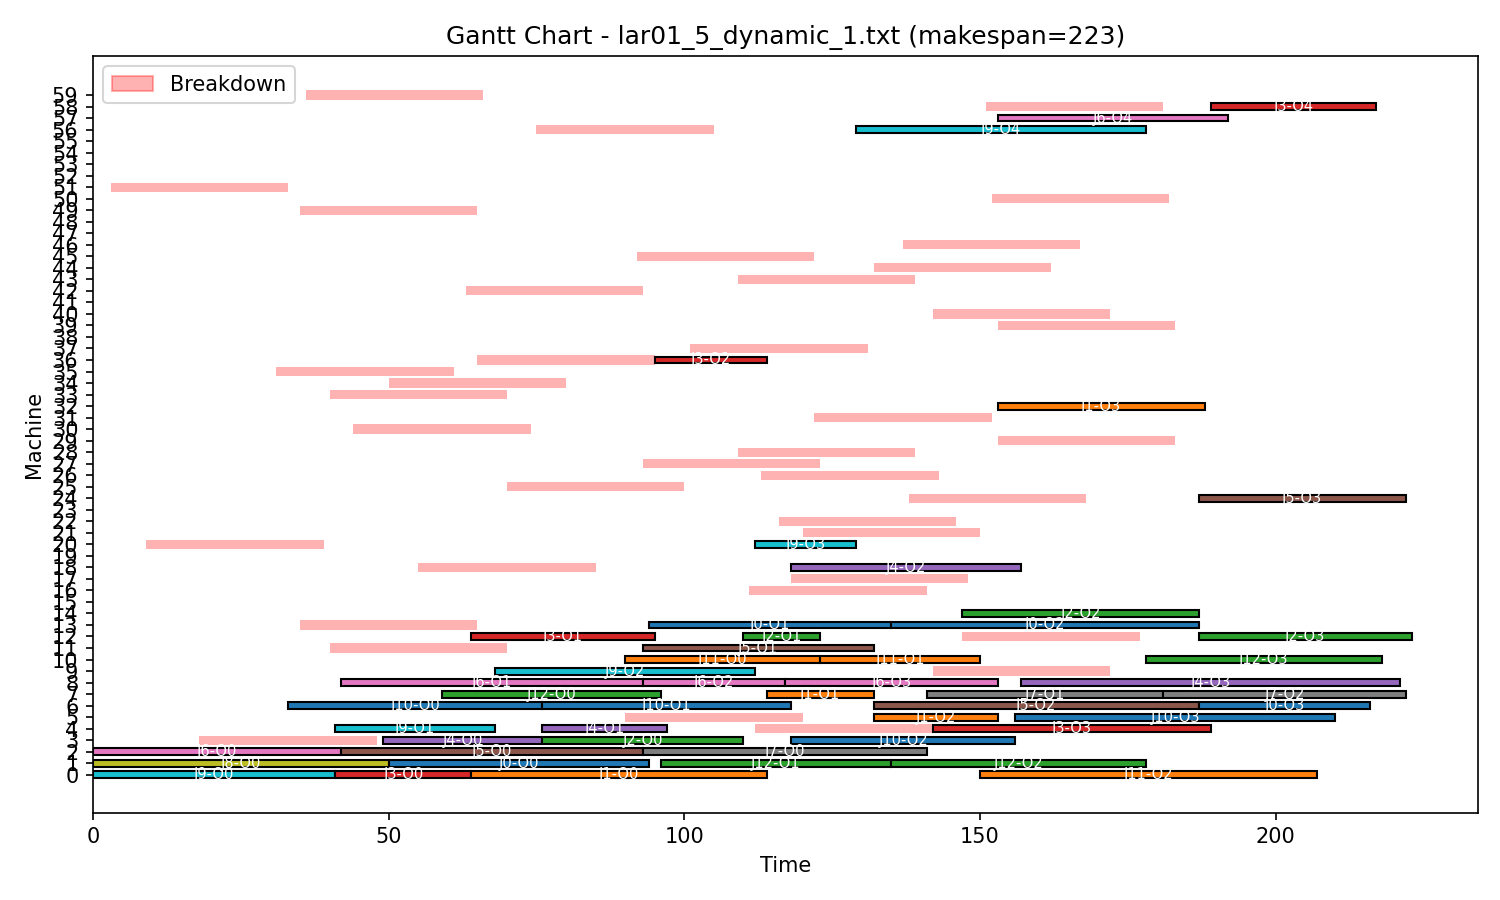 Gantt Chart - lar01_5_dynamic_1.txt (makespan=223)
Breakdown
Machine
59
58 J3-O4
57 J6-O4
56 J9-O4
55
54
53
52
51
50
49
48
47
46
45
44
43
42
41
40
39
38
37
36 J3-O2
35
34
33
32 J1-O3
31
30
29
28
27
26
25
24 J5-O3
23
22
21
20 J9-O3
19
18 J4-O2
17
16
15
14 J2-O2
13 J0-O1 J0-O2
12 J3-O1 J2-O1 J2-O3
11 J5-O1
10 J11-O0 J11-O1 J12-O3
9 J9-O2
8 J6-O1 J6-O2 J6-O3 J4-O3
7 J12-O0 J1-O1 J7-O1 J7-O2
6 J10-O0 J10-O1 J5-O2 J0-O3
5 J1-O2 J10-O3
4 J9-O1 J4-O1 J3-O3
3 J4-O0 J2-O0 J10-O2
2 J6-O0 J5-O0 J7-O0
1 J8-O0 J0-O0 J12-O1 J12-O2
0 J9-O0 J3-O0 J1-O0 J11-O2
0 50 100 150 200
Time